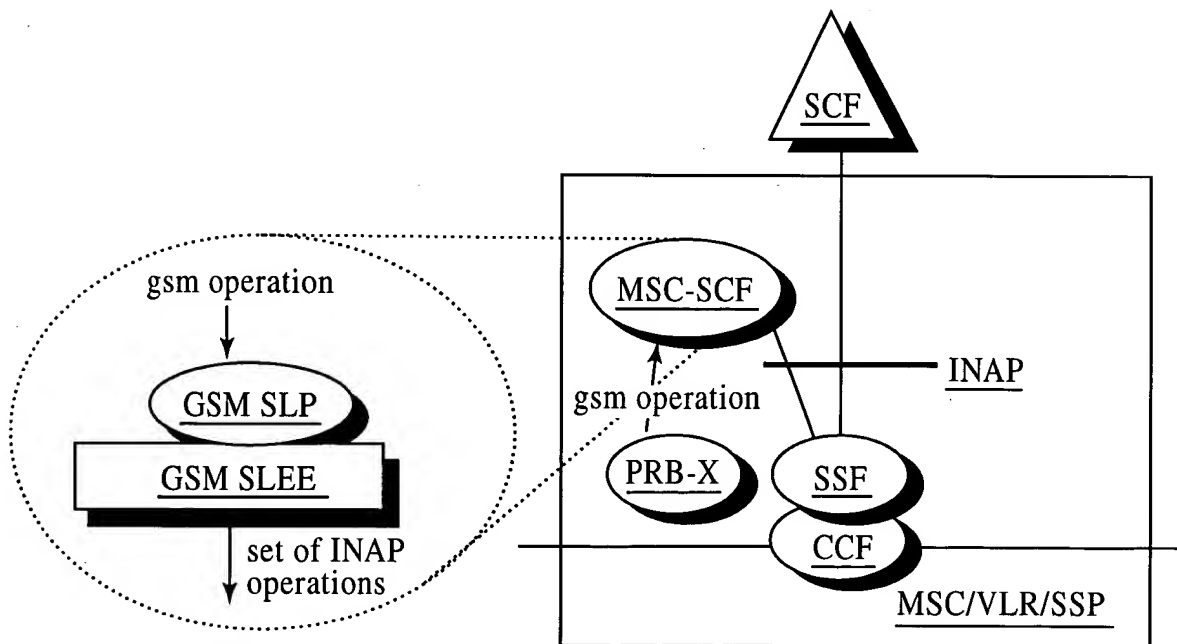 SCF
MSC-SCF
gsm operation
GSM SLP
GSM SLEE
set of INAP
operations
gsm operation
INAP
PRB-X
SSF
CCF
MSC/VLR/SSP